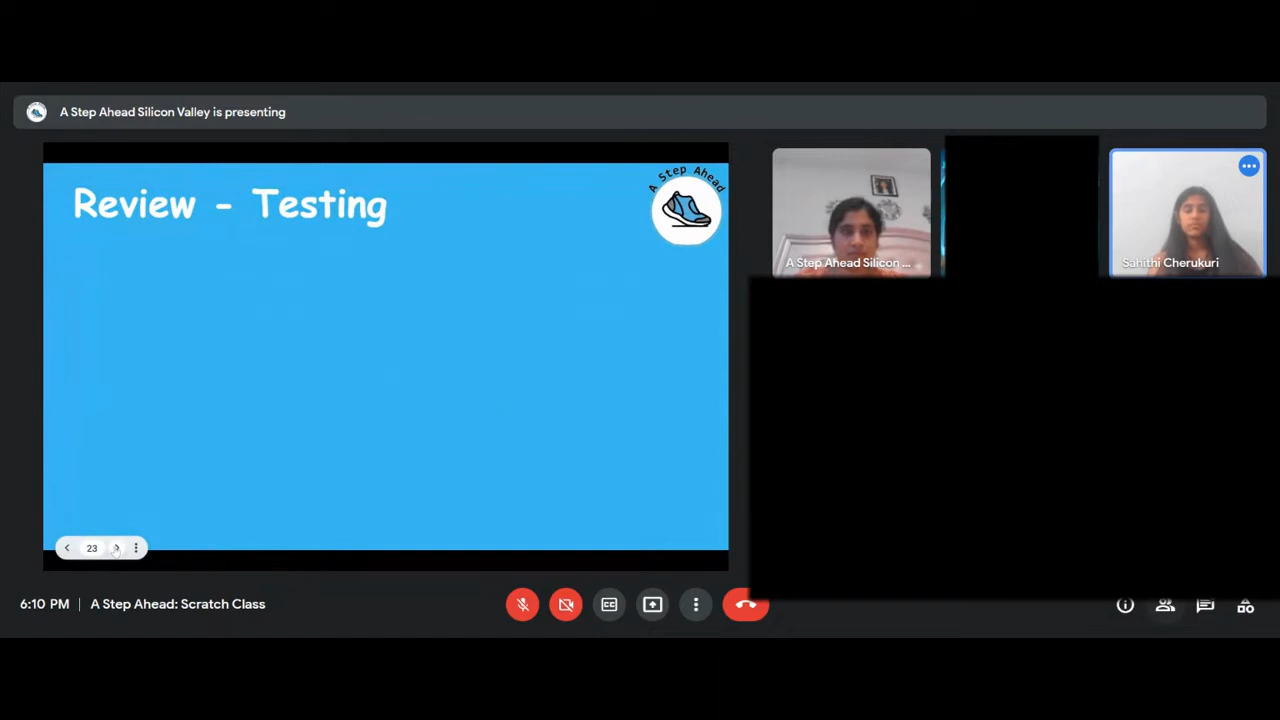 A Step Ahead Silicon Valley is presenting
Review - Testing
A Step Ahead
A Step Ahead Silicon ...
Sahithi Cherukuri
23
6:10 PM | A Step Ahead: Scratch Class
CC